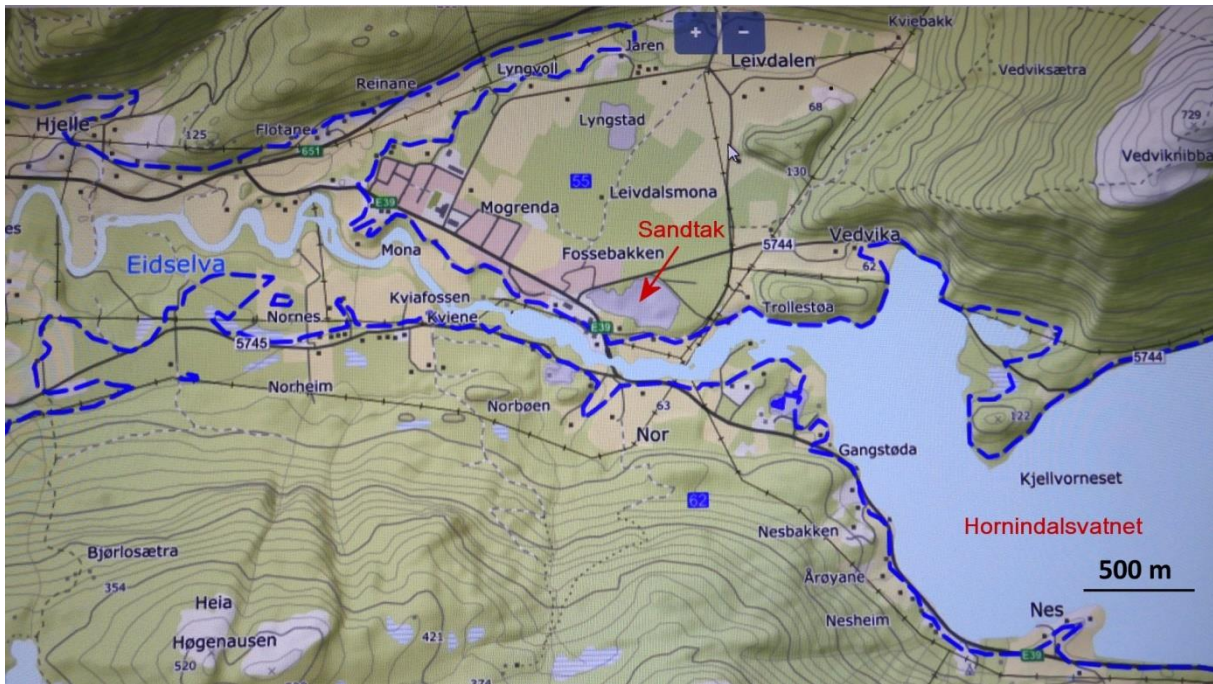 Kviebakk
Jaren
Leivdalen
Vedviksætra
Lyngvoll
Reinane
68
729
Hjelle
125
Flotane
Lyngstad
651
Vedviknibba
130
55
Leivdalsmona
E39
Mogrenda
Sandtak
Vedvika
Mona
Fossebakken
5744
62
Eidselva
Kviafossen
Trollestøa
Nornes
Kviene
E39
5745
5744
Norheim
Norbøen
63
122
Nor
Gangstøda
Kjellvorneset
62
Hornindalsvatnet
Nesbakken
Bjørlosætra
500 m
354
Årøyane
Heia
Nes
Nesheim
421
Høgenausen
520
E39
374